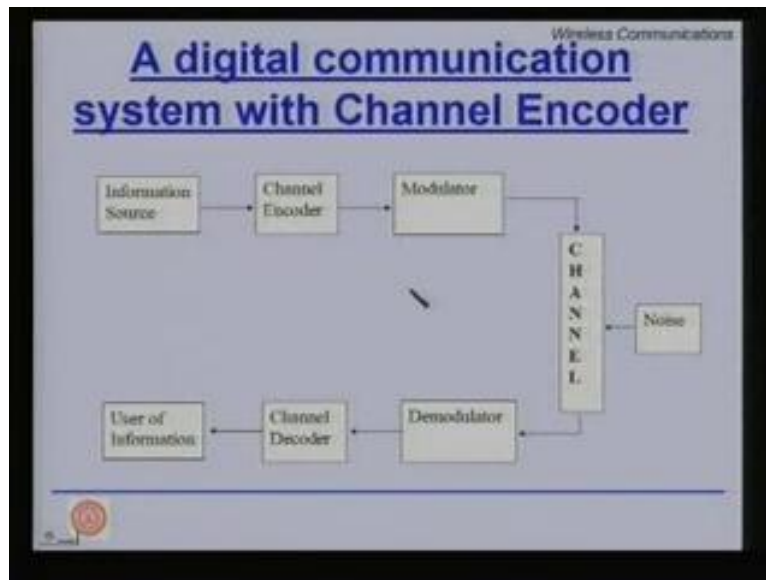 Wireless Communications
A digital communication
system with Channel Encoder
Information
Source
Channel
Encoder
Modulator
C
H
A
N
N
E
L
Noise
User of
Information
Channel
Decoder
Demodulator